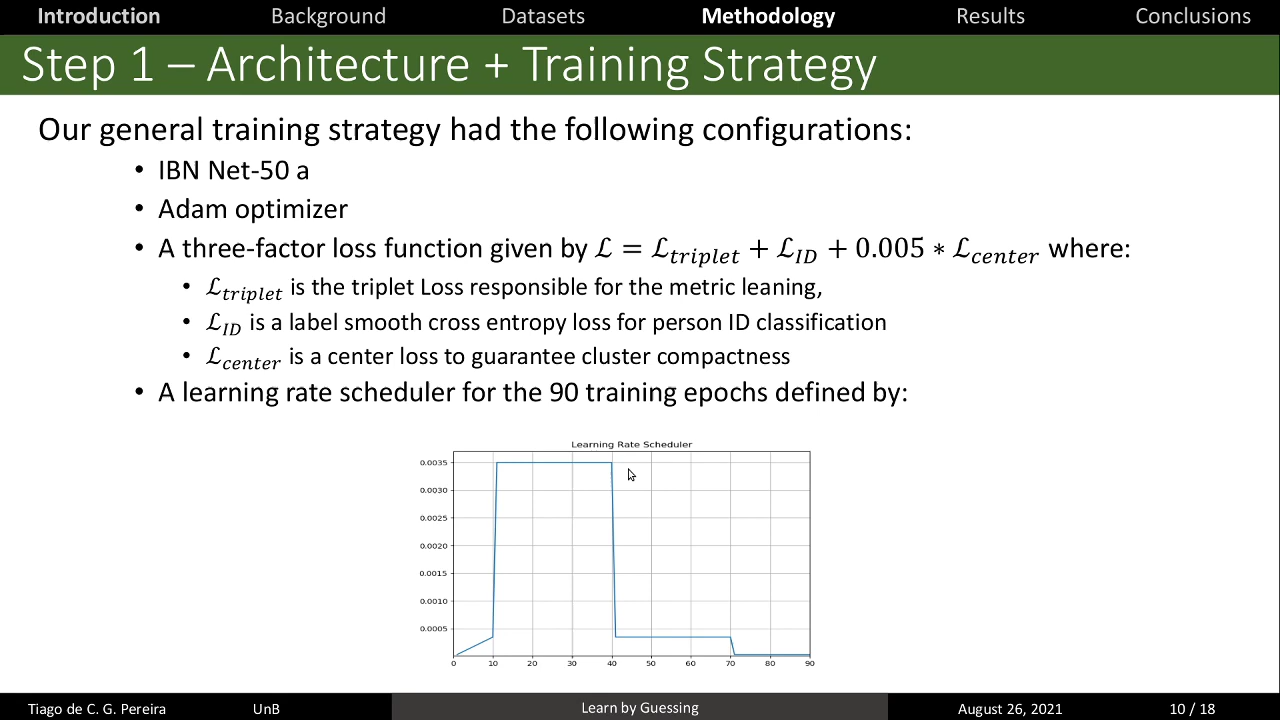 Introduction Background Datasets Methodology Results Conclusions
Step 1 – Architecture + Training Strategy
Our general training strategy had the following configurations:
• IBN Net-50 a
• Adam optimizer
• A three-factor loss function given by ℒ = ℒ_triplet + ℒ_ID + 0.005 ∗ ℒ_center where:
• ℒ_triplet is the triplet Loss responsible for the metric leaning,
• ℒ_ID is a label smooth cross entropy loss for person ID classification
• ℒ_center is a center loss to guarantee cluster compactness
• A learning rate scheduler for the 90 training epochs defined by:
Learning Rate Scheduler
0.0035
0.0030
0.0025
0.0020
0.0015
0.0010
0.0005
0 10 20 30 40 50 60 70 80 90
Tiago de C. G. Pereira UnB Learn by Guessing August 26, 2021 10 / 18